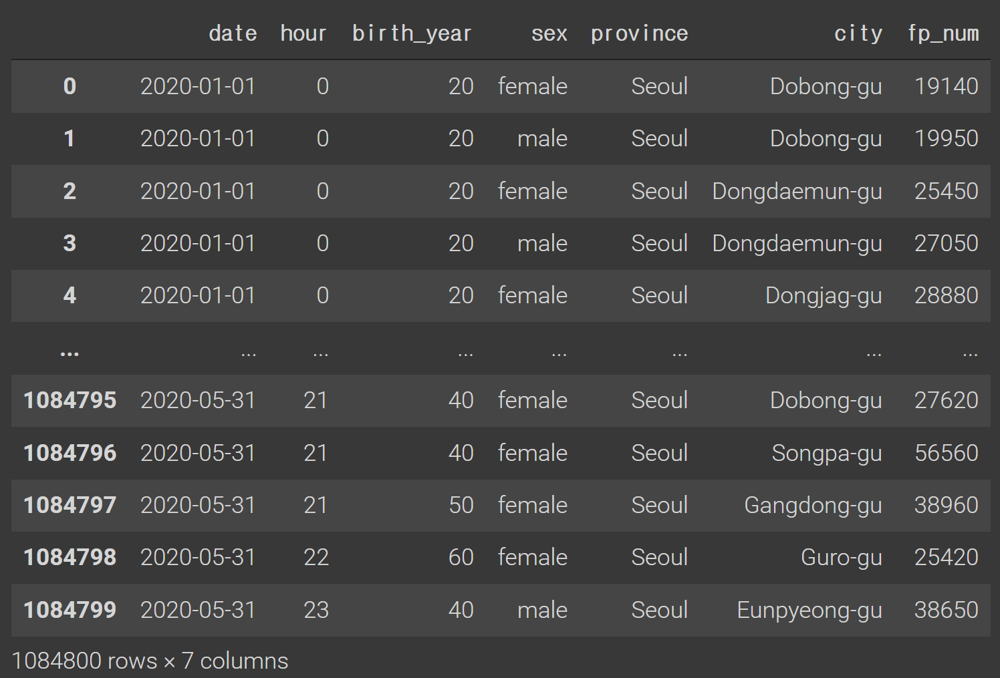 date hour birth_year sex province city fp_num
0 2020-01-01 0 20 female Seoul Dobong-gu 19140
1 2020-01-01 0 20 male Seoul Dobong-gu 19950
2 2020-01-01 0 20 female Seoul Dongdaemun-gu 25450
3 2020-01-01 0 20 male Seoul Dongdaemun-gu 27050
4 2020-01-01 0 20 female Seoul Dongjag-gu 28880
... ... ... ... ... ... ... ...
1084795 2020-05-31 21 40 female Seoul Dobong-gu 27620
1084796 2020-05-31 21 40 female Seoul Songpa-gu 56560
1084797 2020-05-31 21 50 female Seoul Gangdong-gu 38960
1084798 2020-05-31 22 60 female Seoul Guro-gu 25420
1084799 2020-05-31 23 40 male Seoul Eunpyeong-gu 38650
1084800 rows × 7 columns